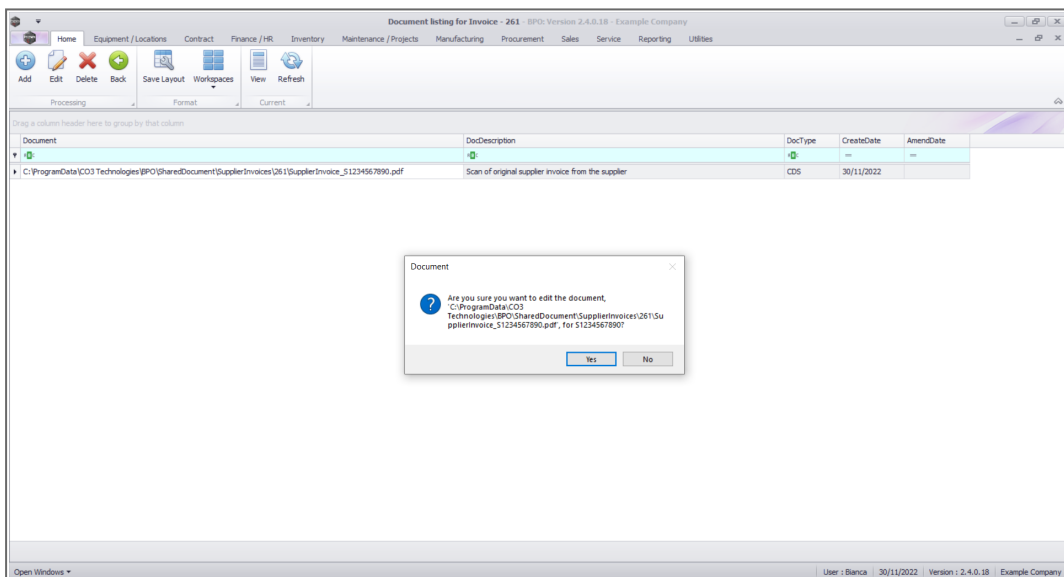 Document listing for Invoice - 261 - BPO: Version 2.4.0.18 - Example Company
Home Equipment / Locations Contract Finance / HR Inventory Maintenance / Projects Manufacturing Procurement Sales Service Reporting Utilities
Add Edit Delete Back Save Layout Workspaces View Refresh
Processing Format Current
Drag a column header here to group by that column
Document DocDescription DocType CreateDate AmendDate
C:\ProgramData\CO3 Technologies\BPO\SharedDocument\SupplierInvoices\261\SupplierInvoice_S1234567890.pdf Scan of original supplier invoice from the supplier CDS 30/11/2022
Document
Are you sure you want to edit the document,
'C:\ProgramData\CO3
Technologies\BPO\SharedDocument\SupplierInvoices\261\Su
pplierInvoice_S1234567890.pdf', for S1234567890?
Yes No
Open Windows User : Bianca 30/11/2022 Version : 2.4.0.18 Example Company